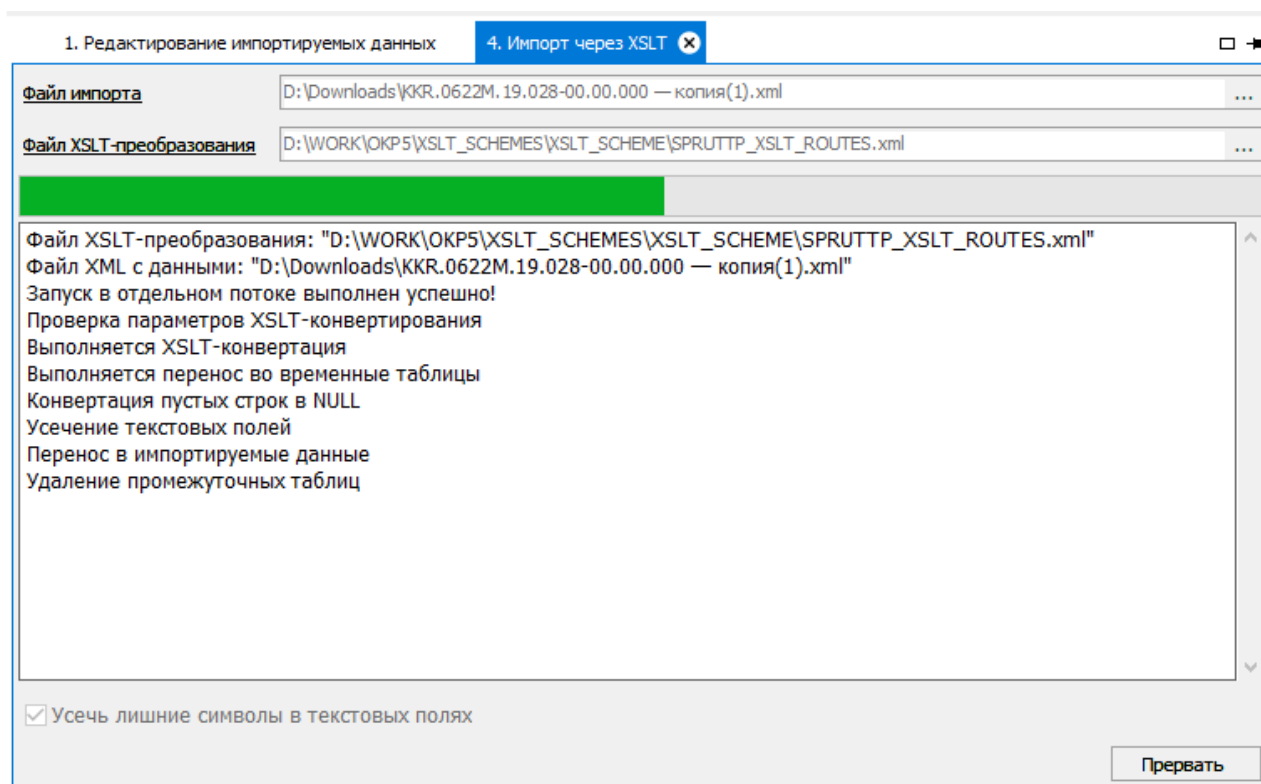 1. Редактирование импортируемых данных
4. Импорт через XSLT
Файл импорта
D:\Downloads\KKR.0622M.19.028-00.00.000 — копия(1).xml
...
Файл XSLT-преобразования
D:\WORK\OKP5\XSLT_SCHEMES\XSLT_SCHEME\SPRUTTP_XSLT_ROUTES.xml
...
Файл XSLT-преобразования: "D:\WORK\OKP5\XSLT_SCHEMES\XSLT_SCHEME\SPRUTTP_XSLT_ROUTES.xml"
Файл XML с данными: "D:\Downloads\KKR.0622M.19.028-00.00.000 — копия(1).xml"
Запуск в отдельном потоке выполнен успешно!
Проверка параметров XSLT-конвертирования
Выполняется XSLT-конвертация
Выполняется перенос во временные таблицы
Конвертация пустых строк в NULL
Усечение текстовых полей
Перенос в импортируемые данные
Удаление промежуточных таблиц
Усечь лишние символы в текстовых полях
Прервать